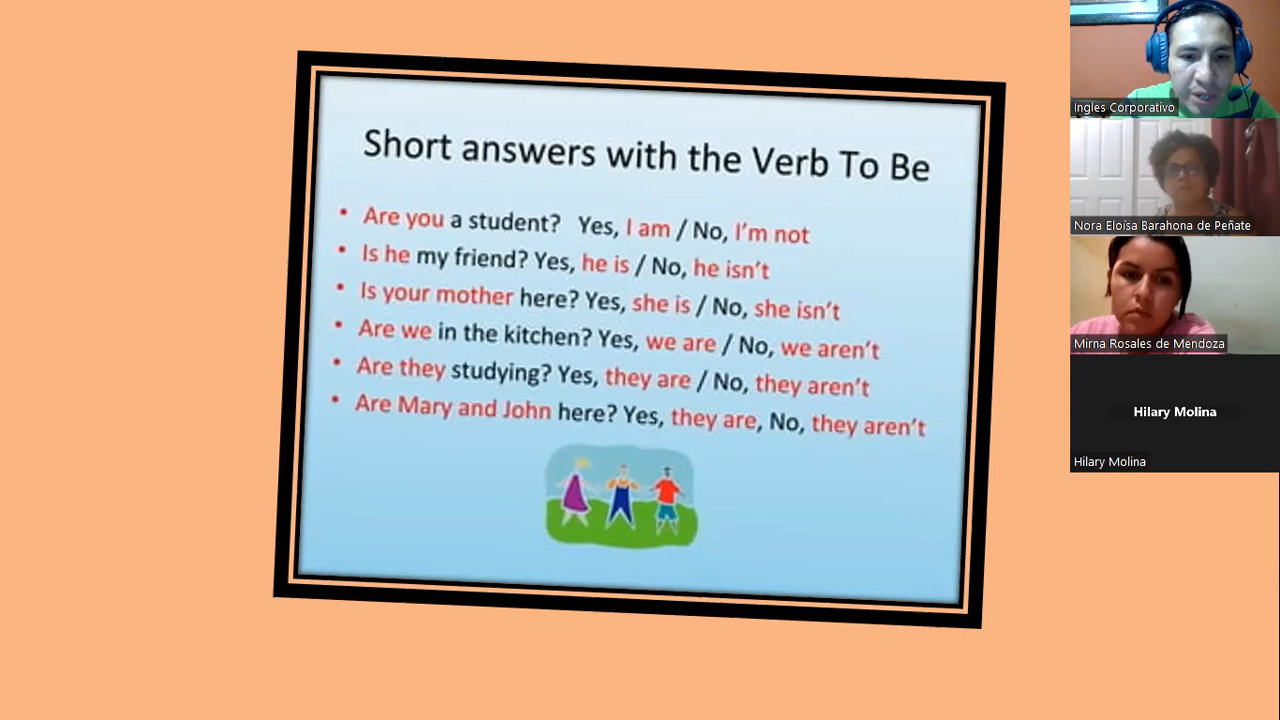 Short answers with the Verb To Be
• Are you a student? Yes, I am / No, I'm not
• Is he my friend? Yes, he is / No, he isn't
• Is your mother here? Yes, she is / No, she isn't
• Are we in the kitchen? Yes, we are / No, we aren't
• Are they studying? Yes, they are / No, they aren't
• Are Mary and John here? Yes, they are, No, they aren't
Ingles Corporativo
Nora Eloísa Barahona de Peñate
Mirna Rosales de Mendoza
Hilary Molina
Hilary Molina